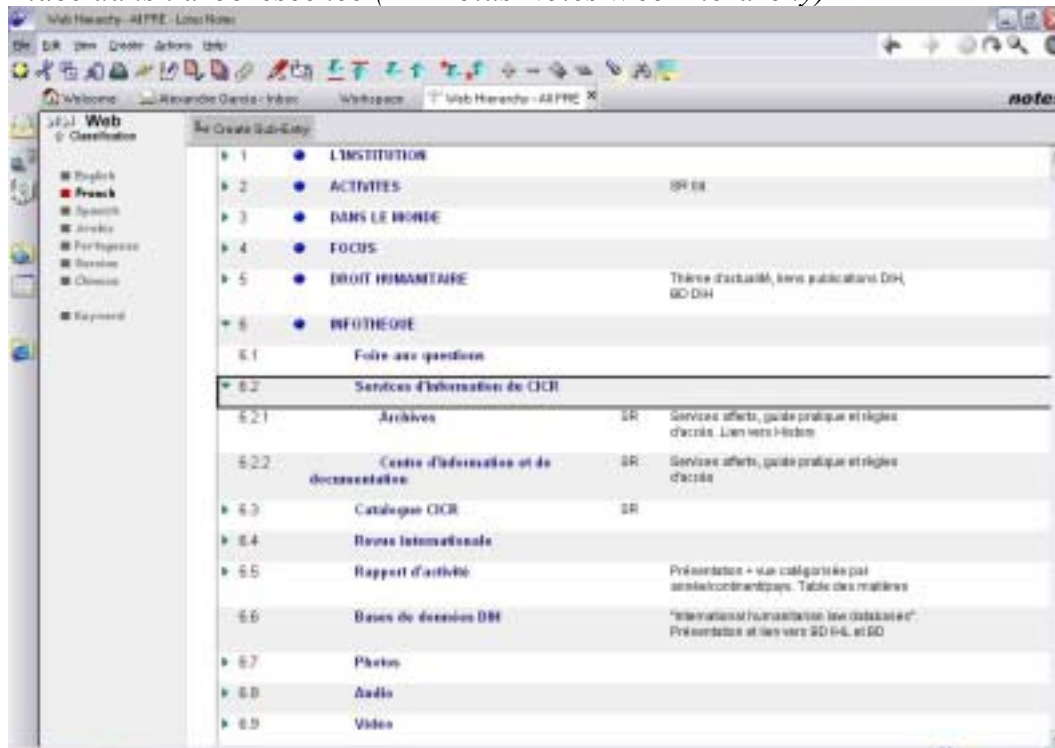 Web Hierarchy - All FRE - Lotus Notes
File Edit View Create Actions Help
Welcome Alexandre Garcia - Inbox Workspace Web Hierarchy - All FRE
notes
Web
Classification
Create Sub-Entry
English
French
Spanish
Arabic
Portuguese
Russian
Chinese
Keyword
1 L'INSTITUTION
2 ACTIVITES
3 DANS LE MONDE
4 FOCUS
5 DROIT HUMANITAIRE Thème d'actualité, liens publications DIH,
BD DIH
6 INFOTHEQUE
6.1 Foire aux questions
6.2 Services d'information du CICR
6.2.1 Archives SR Services offerts, guide pratique et règles
d'accès. Lien vers Histoire
6.2.2 Centre d'information et de SR Services offerts, guide pratique et règles
documentation d'accès
6.3 Catalogue CICR SR
6.4 Revue Internationale
6.5 Rapport d'activité Présentation + vue catégorisée par
année/continent/pays. Table des matières
6.6 Bases de données DIH "International humanitarian law databases".
Présentation et lien vers BD IHL et BD
6.7 Photos
6.8 Audio
6.9 Video